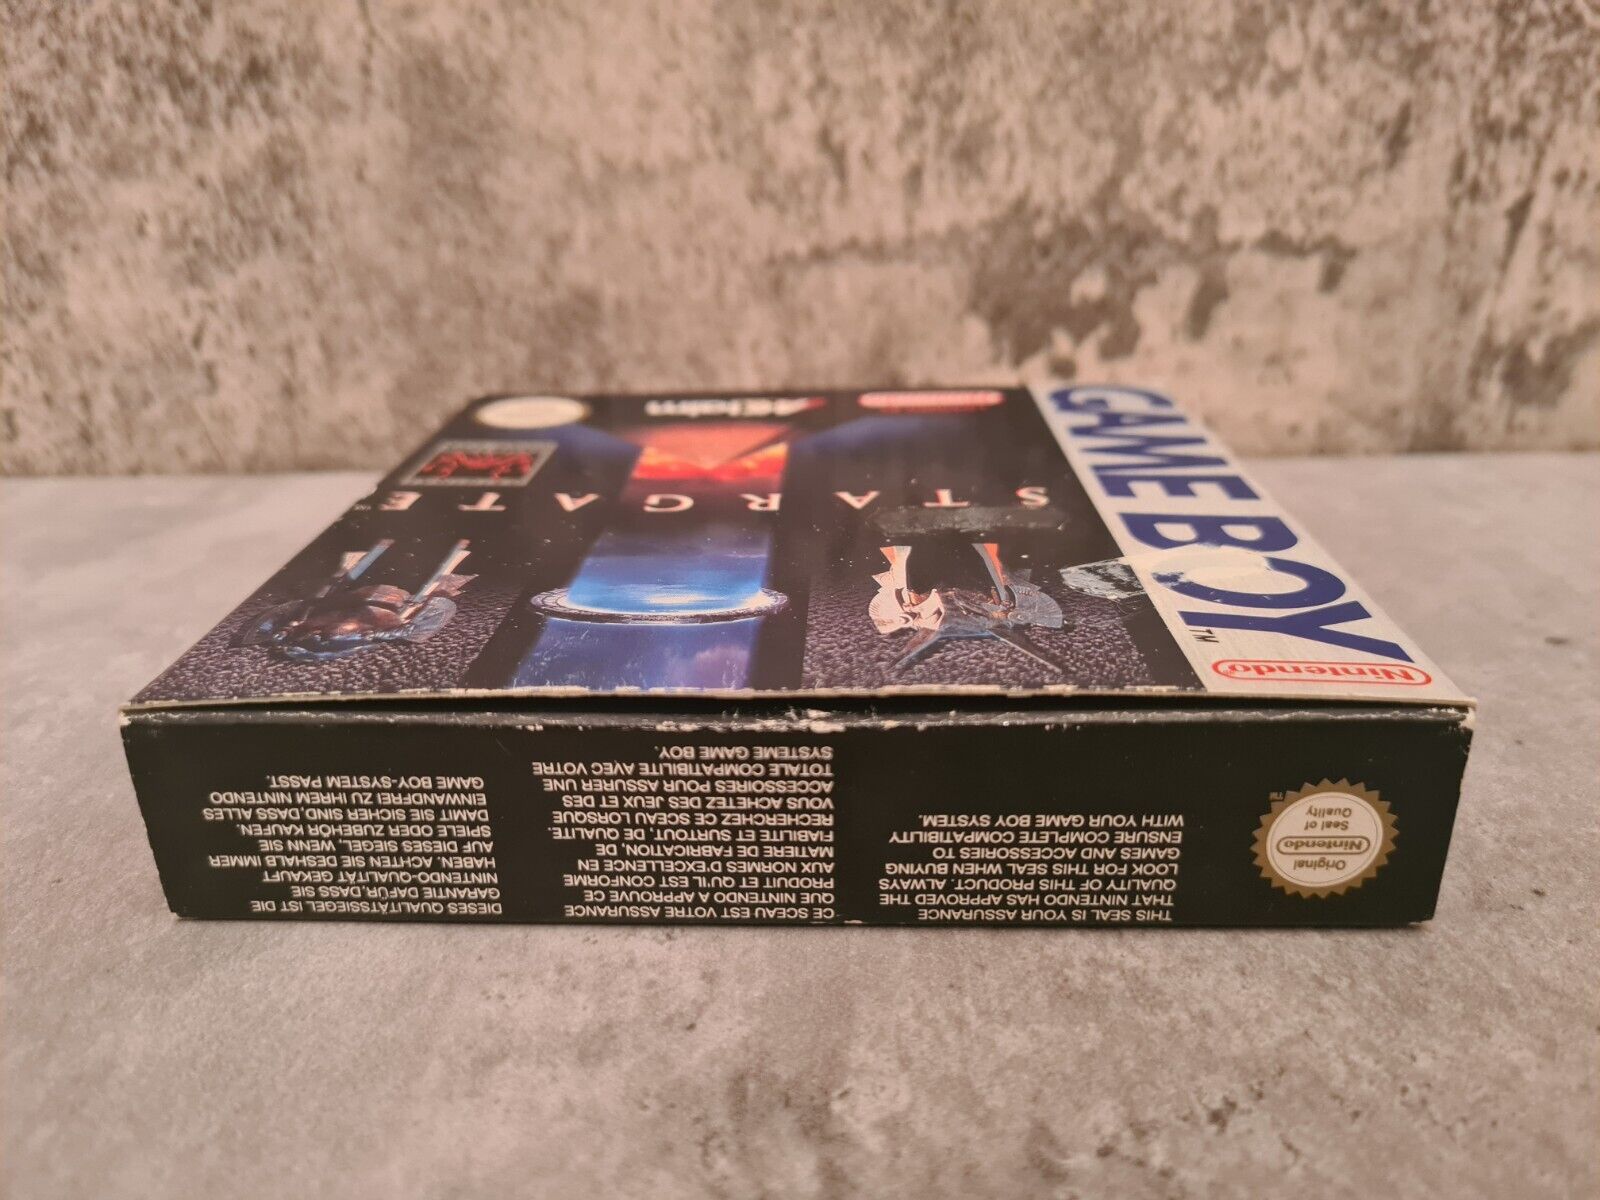 GAME BOY
TM
Nintendo®
STARGATE™
AKlaim
Original
Nintendo
Seal of
Quality
TM
THIS SEAL IS YOUR ASSURANCE
THAT NINTENDO HAS APPROVED THE
QUALITY OF THIS PRODUCT. ALWAYS
LOOK FOR THIS SEAL WHEN BUYING
GAMES AND ACCESSORIES TO
ENSURE COMPLETE COMPATIBILITY
WITH YOUR GAME BOY SYSTEM.
CE SCEAU EST VOTRE ASSURANCE
QUE NINTENDO A APPROUVE CE
PRODUIT ET QU'IL EST CONFORME
AUX NORMES D'EXCELLENCE EN
MATIERE DE FABRICATION, DE
FIABILITE ET SURTOUT, DE QUALITE.
RECHERCHEZ CE SCEAU LORSQUE
VOUS ACHETEZ DES JEUX ET DES
ACCESSOIRES POUR ASSURER UNE
TOTALE COMPATIBILITE AVEC VOTRE
SYSTEME GAME BOY.
DIESES QUALITÄTSSIEGEL IST DIE
GARANTIE DAFÜR, DASS SIE
NINTENDO-QUALITÄT GEKAUFT
HABEN. ACHTEN SIE DESHALB IMMER
AUF DIESES SIEGEL, WENN SIE
SPIELE ODER ZUBEHÖR KAUFEN.
DAMIT SIE SICHER SIND, DASS ALLES
EINWANDFREI ZU IHREM NINTENDO
GAME BOY-SYSTEM PASST.